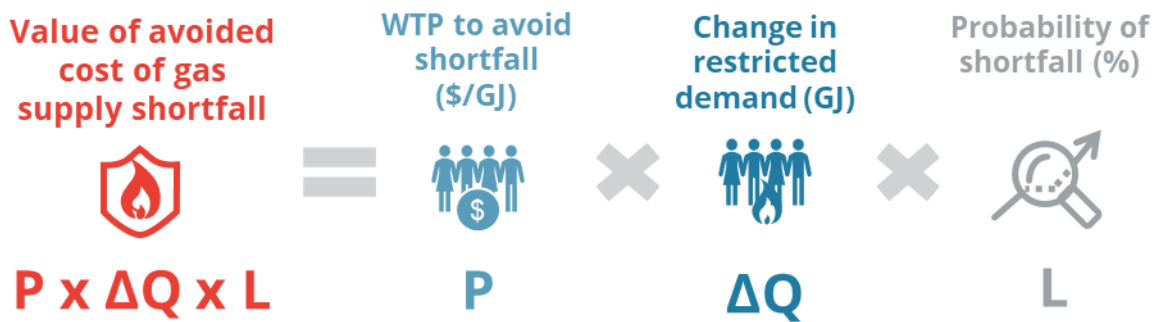 Value of avoided
cost of gas
supply shortfall
WTP to avoid
shortfall
($/GJ)
Change in
restricted
demand (GJ)
Probability of
shortfall (%)
$
P x ΔQ x L
P
ΔQ
L